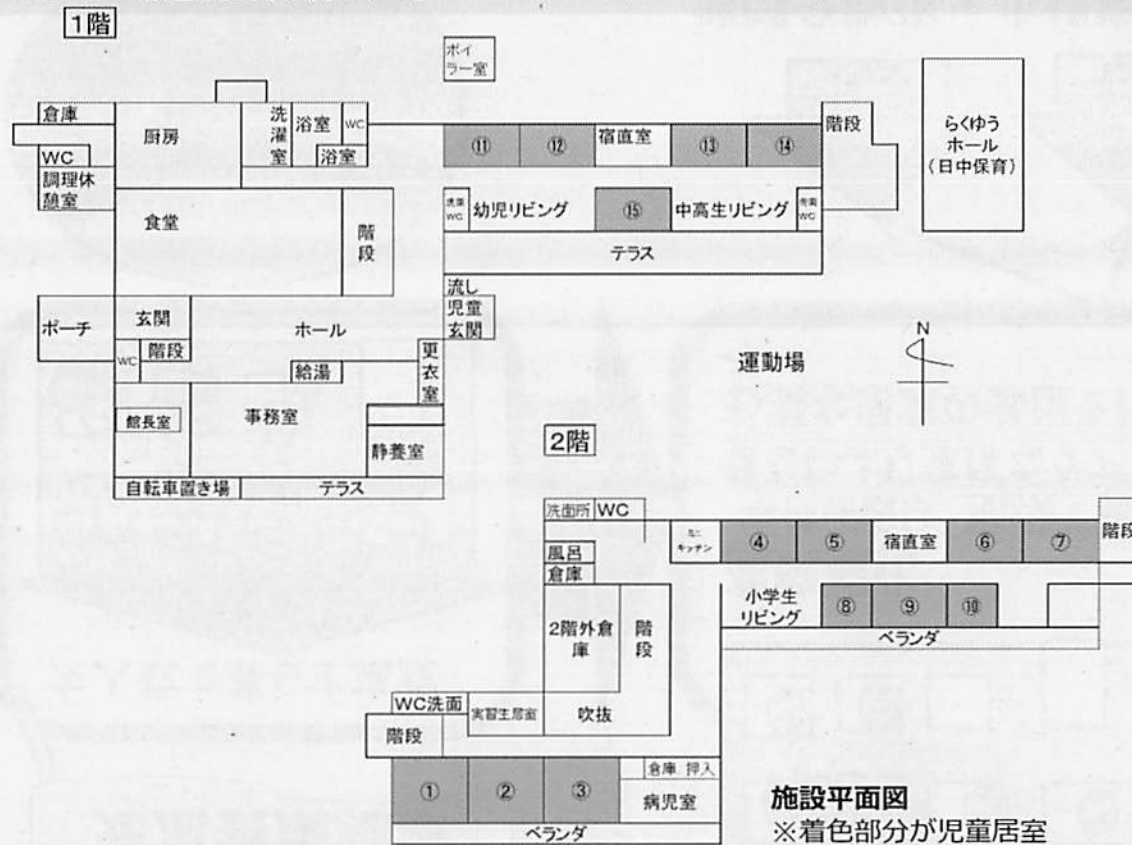 1階
ボイ
ラー室
倉庫
厨房
洗
濯
室
浴室
WC
浴室
WC
調理休
憩室
食堂
階
段
⑪
⑫
宿直室
⑬
⑭
階段
らくゆう
ホール
(日中保育)
WC
幼児リビング
⑮
中高生リビング
WC
テラス
流し
児童
玄関
ポーチ
玄関
ホール
WC
階段
給湯
更
衣
室
館長室
事務室
静養室
自転車置き場
テラス
運動場
N
2階
洗面所
WC
ミニ
キッチン
④
⑤
宿直室
⑥
⑦
階段
風呂
倉庫
小学生
リビング
⑧
⑨
⑩
ベランダ
2階外倉
庫
階
段
WC洗面
実習生居室
吹抜
階段
①
②
③
倉庫
押入
病児室
ベランダ
施設平面図
※着色部分が児童居室